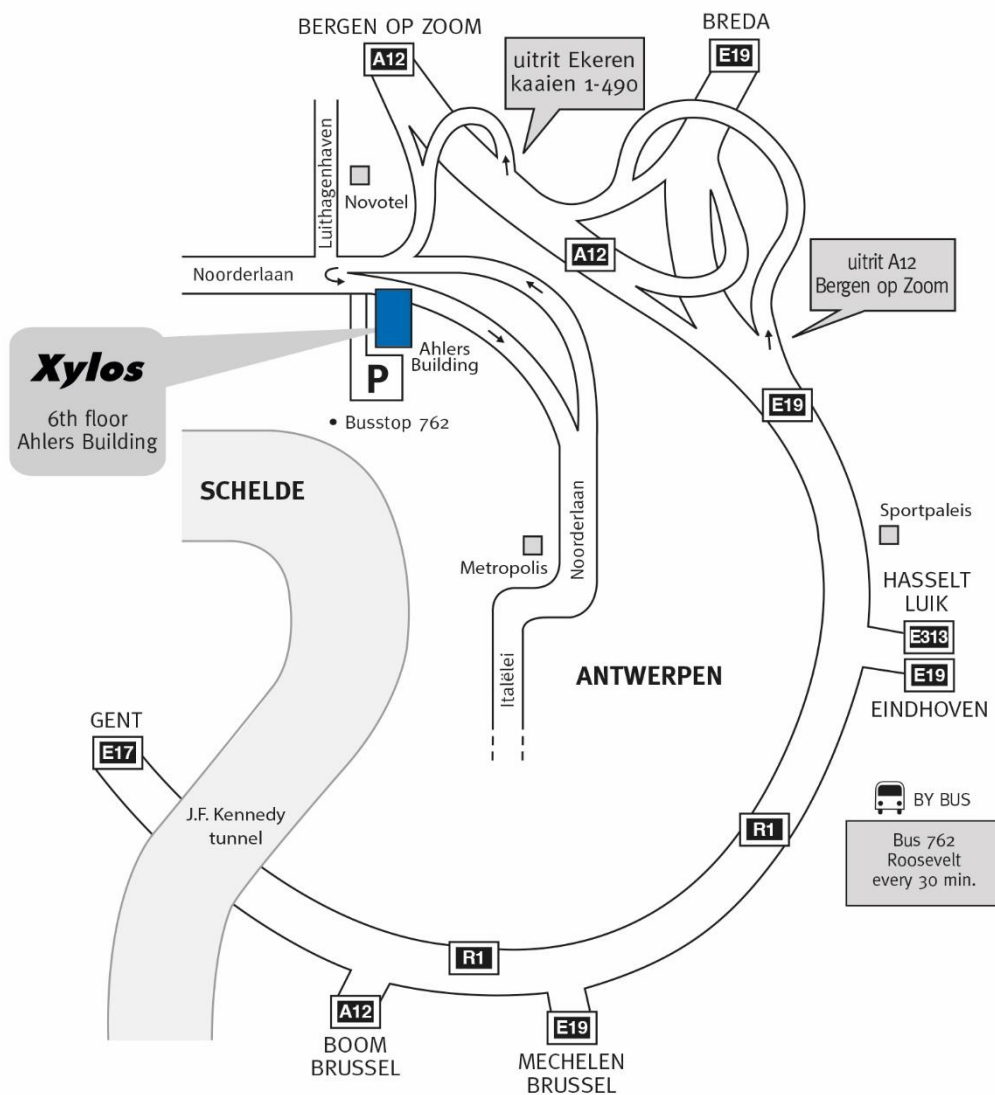 BERGEN OP ZOOM
A12
uitrit Ekeren
kaaien 1-490
BREDA
E19
Luithagenhaven
Novotel
Noorderlaan
A12
uitrit A12
Bergen op Zoom
Xylos
6th floor
Ahlers Building
Ahlers
Building
P
• Busstop 762
E19
SCHELDE
Sportpaleis
Metropolis
Noorderlaan
HASSELT
LUIK
E313
E19
EINDHOVEN
ANTWERPEN
Italëlei
GENT
E17
J.F. Kennedy
tunnel
BY BUS
Bus 762
Roosevelt
every 30 min.
R1
R1
A12
BOOM
BRUSSEL
E19
MECHELEN
BRUSSEL